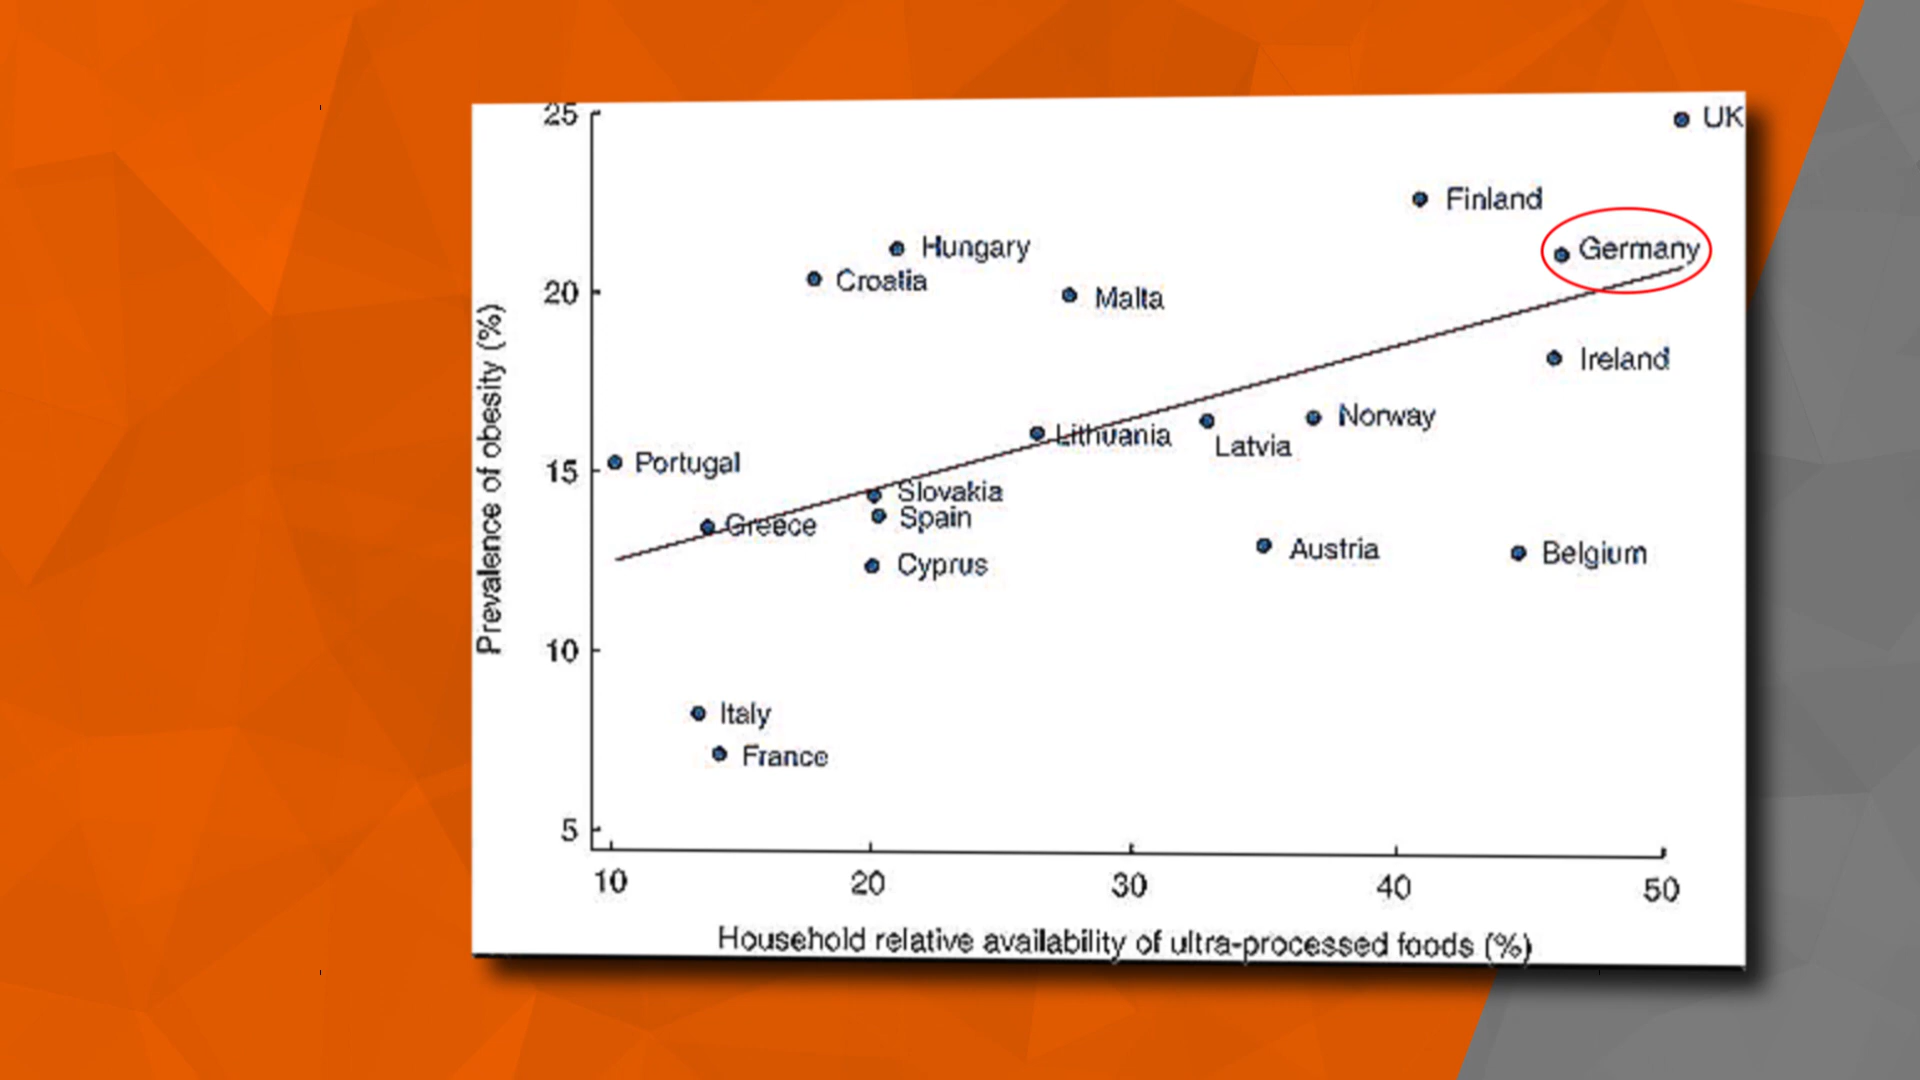 25
UK
Finland
Germany
Hungary
Croatia
20
Malta
Ireland
Norway
Lithuania
Latvia
Portugal
15
Slovakia
Spain
Greece
Austria
Belgium
Cyprus
Prevalence of obesity (%)
10
Italy
France
5
10 20 30 40 50
Household relative availability of ultra-processed foods (%)